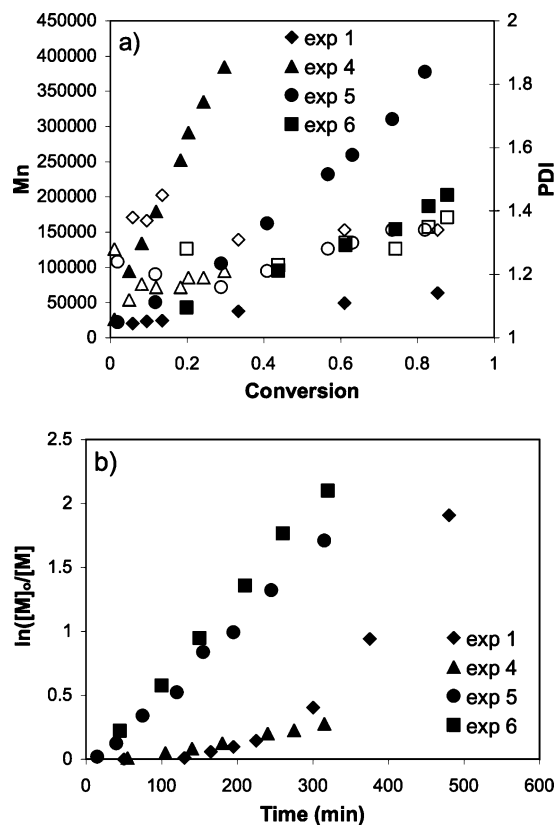 a)
exp 1
exp 4
exp 5
exp 6
450000
400000
350000
300000
250000
200000
150000
100000
50000
0
Mn
2
1.8
1.6
1.4
1.2
1
PDI
0 0.2 0.4 0.6 0.8 1
Conversion
b)
2.5
2
1.5
1
0.5
0
ln([M]o/[M]
exp 1
exp 4
exp 5
exp 6
0 100 200 300 400 500 600
Time (min)